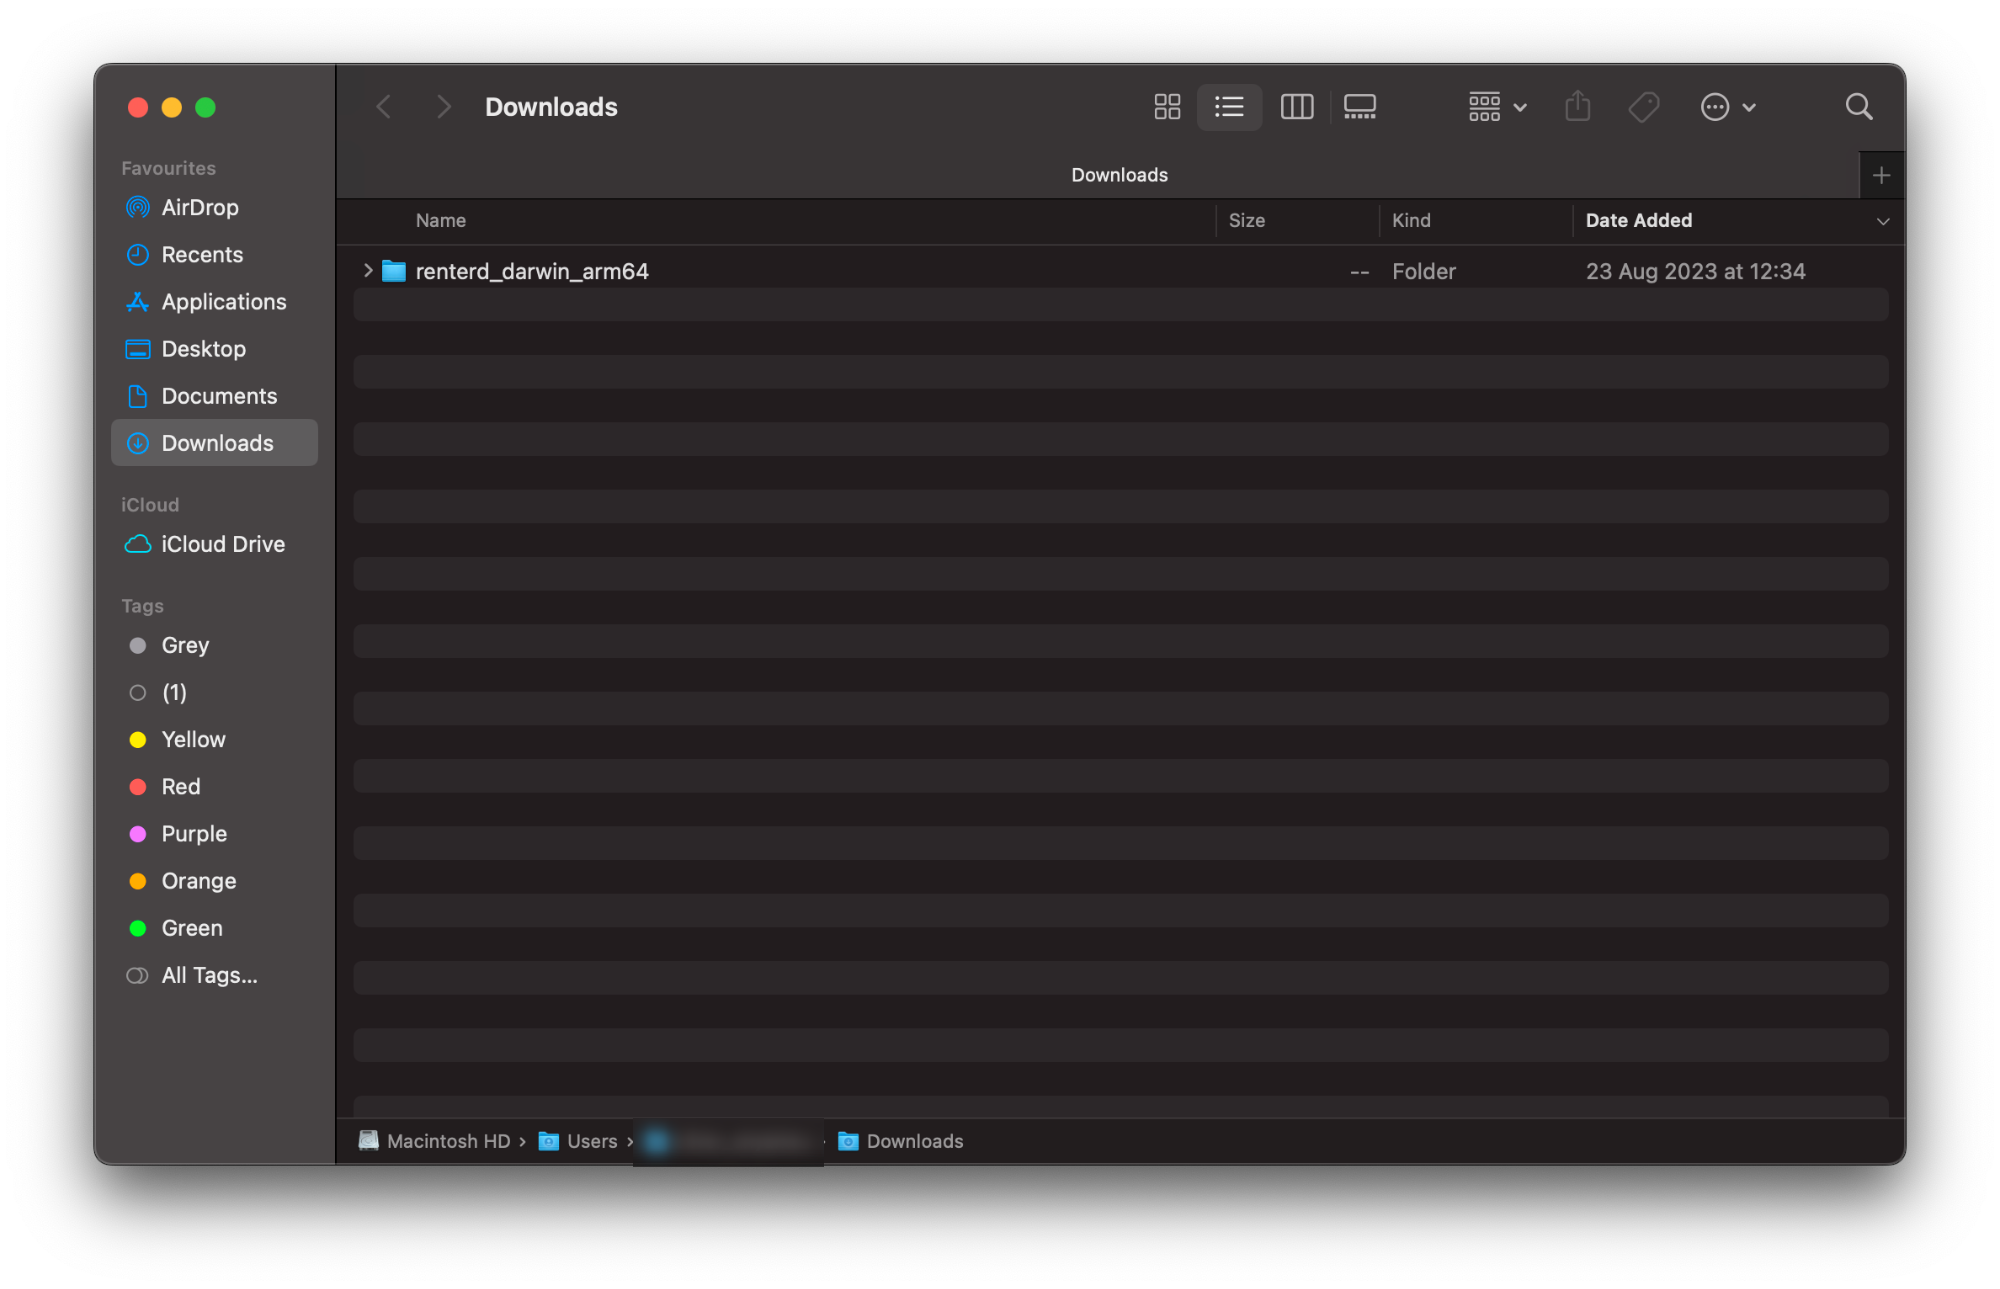 Downloads
Favourites
AirDrop
Recents
Applications
Desktop
Documents
Downloads
iCloud
iCloud Drive
Tags
Grey
(1)
Yellow
Red
Purple
Orange
Green
All Tags...
Downloads
Name Size Kind Date Added
renterd_darwin_arm64 -- Folder 23 Aug 2023 at 12:34
Macintosh HD › Users › Downloads